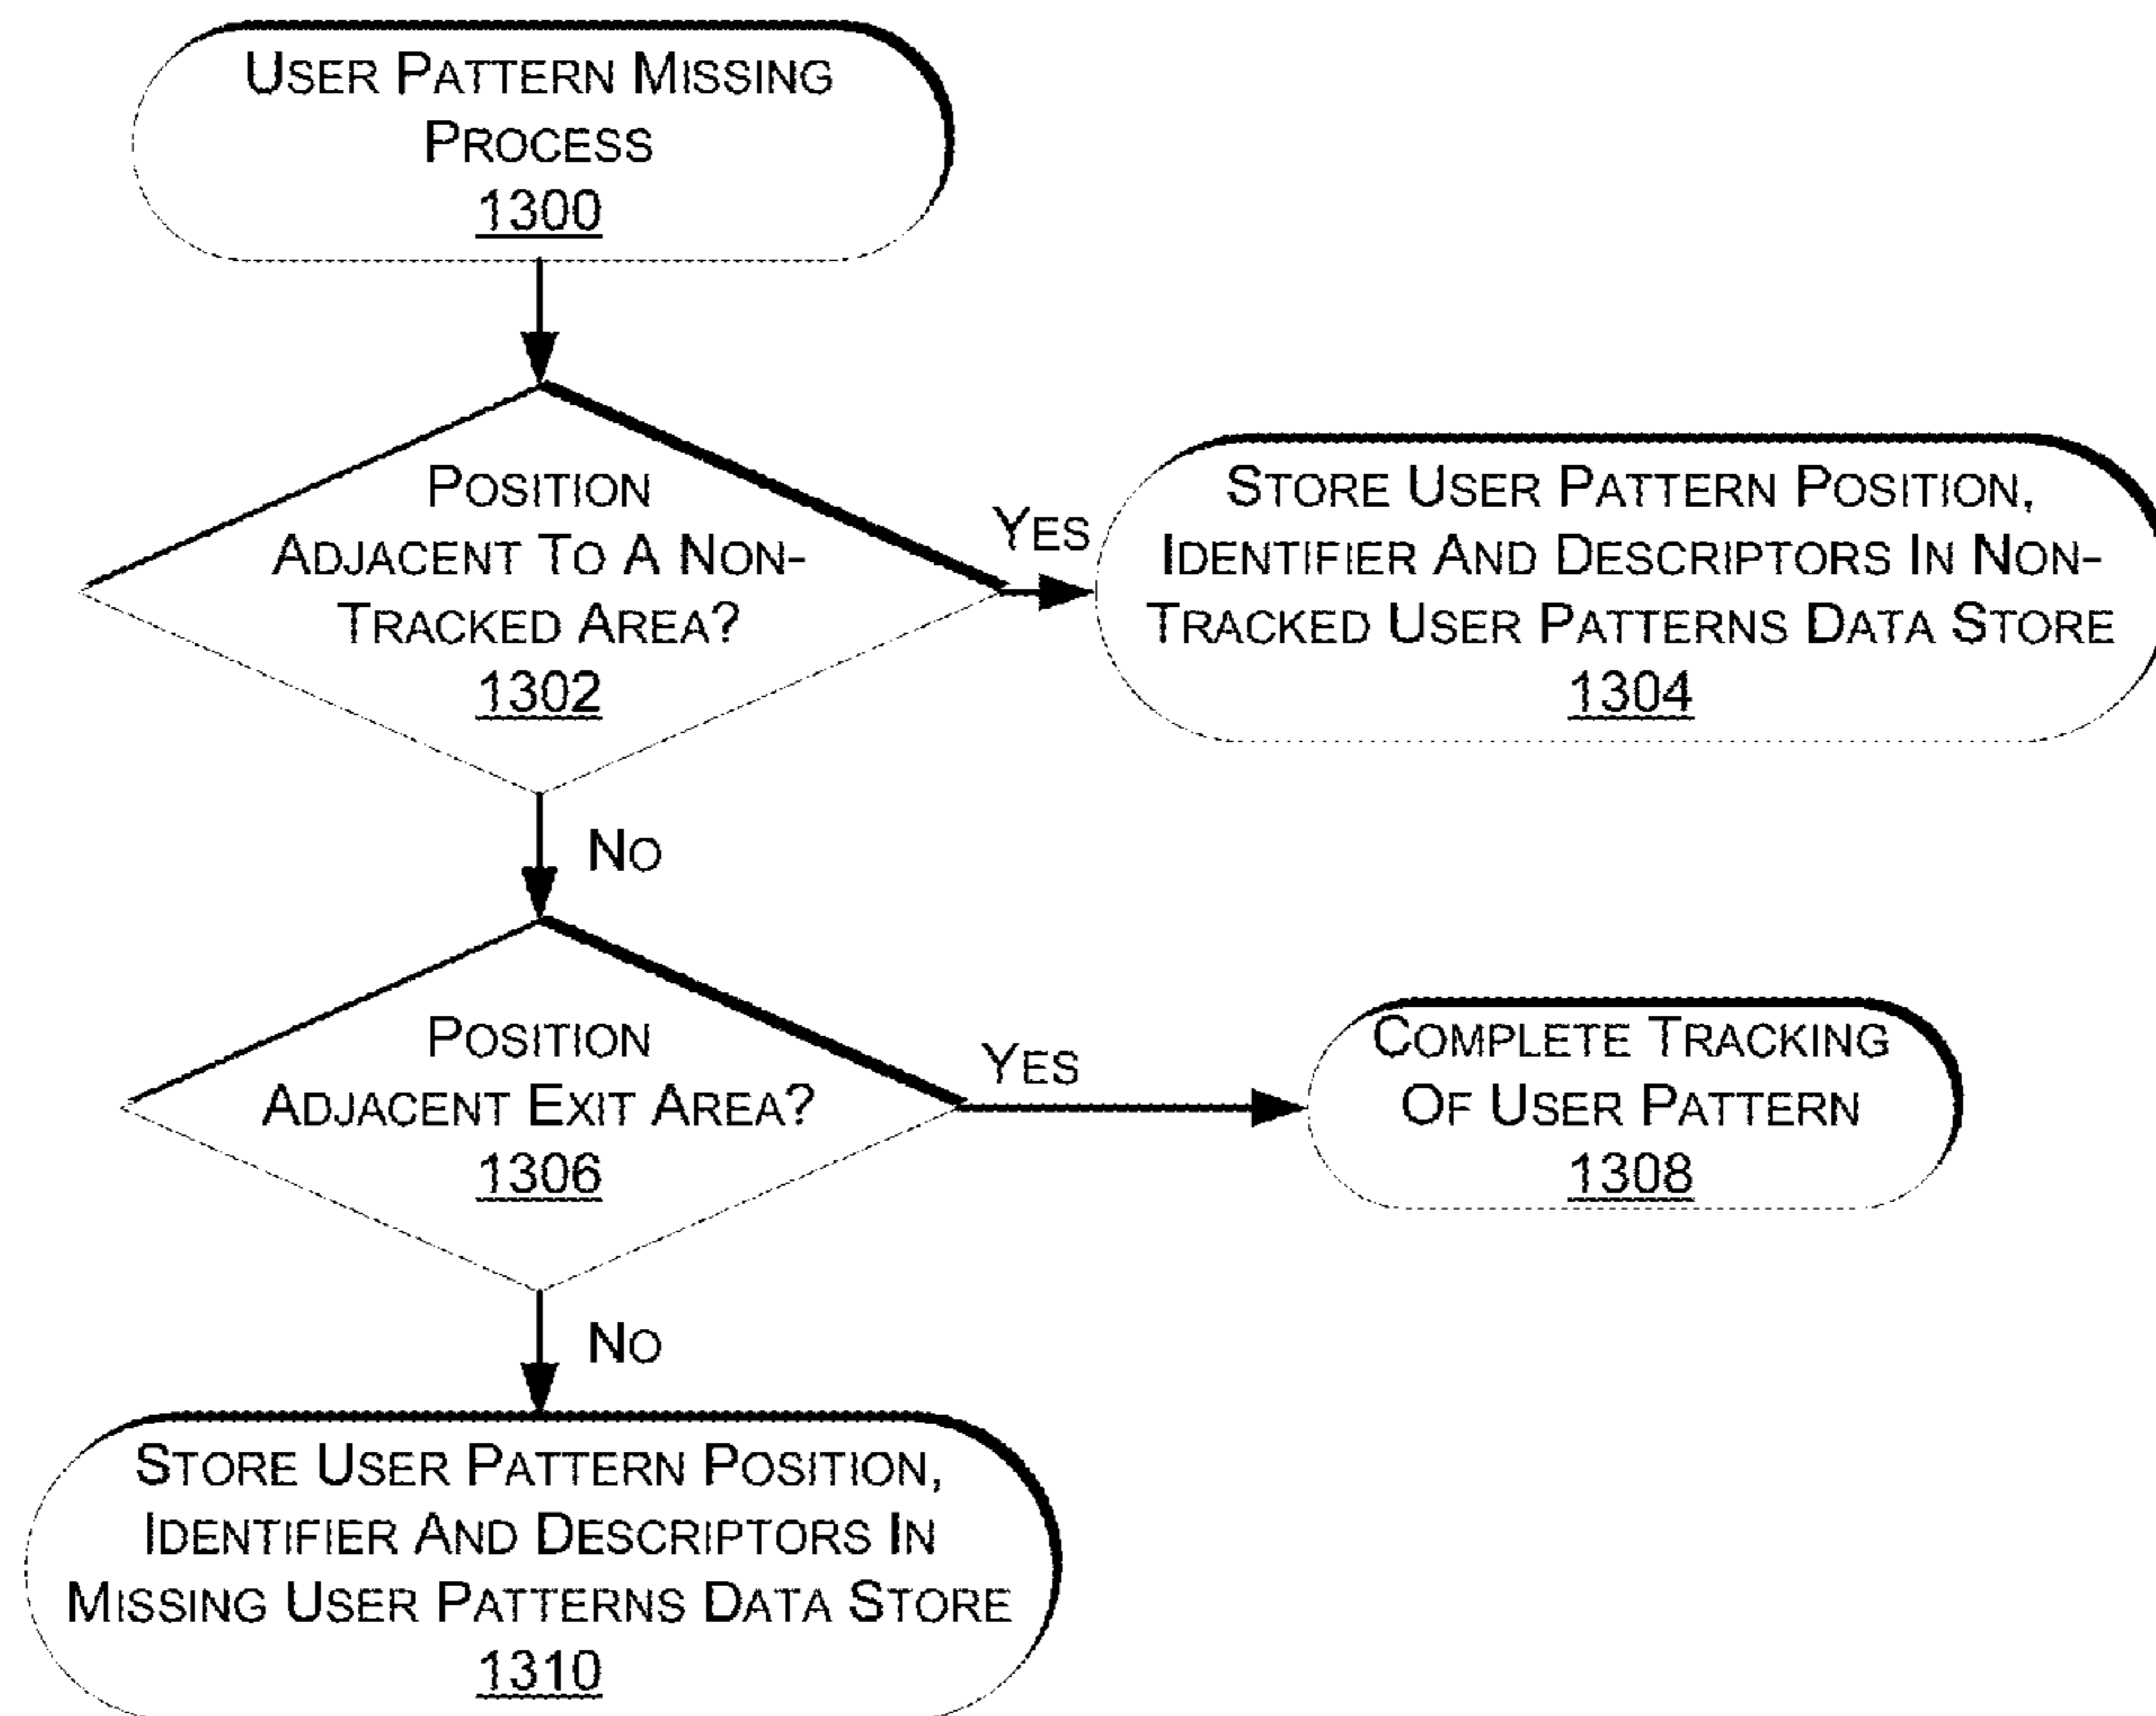 User Pattern Missing
Process
1300
Position
Adjacent To A Non-
Tracked Area?
1302
Yes
Store User Pattern Position,
Identifier And Descriptors In Non-
Tracked User Patterns Data Store
1304
No
Position
Adjacent Exit Area?
1306
Yes
Complete Tracking
Of User Pattern
1308
No
Store User Pattern Position,
Identifier And Descriptors In
Missing User Patterns Data Store
1310